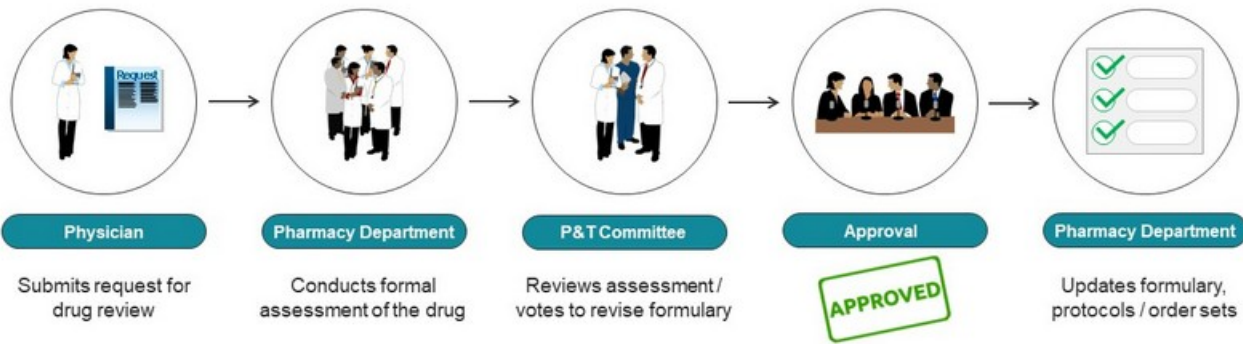 Request
Physician
Submits request for
drug review
Pharmacy Department
Conducts formal
assessment of the drug
P&T Committee
Reviews assessment /
votes to revise formulary
Approval
APPROVED
Pharmacy Department
Updates formulary,
protocols / order sets